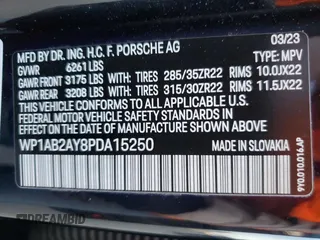 03/23
MFD BY DR. ING. H.C. F. PORSCHE AG
GVWR 6261 LBS TYPE: MPV
GAWR FRONT 3175 LBS WITH TIRES 285/35ZR22 RIMS 10.0JX22
GAWR REAR 3208 LBS WITH TIRES 315/30ZR22 RIMS 11.5JX22
THIS VEHICLE CONFORMS TO ALL APPLICABLE FEDERAL MOTOR
VEHICLE SAFETY STANDARDS IN EFFECT ON THE DATE OF
MANUFACTURE SHOWN ABOVE.
WP1AB2AY8PDA15250
MADE IN SLOVAKIA
9Y0.010.016.AP
DREAMBID